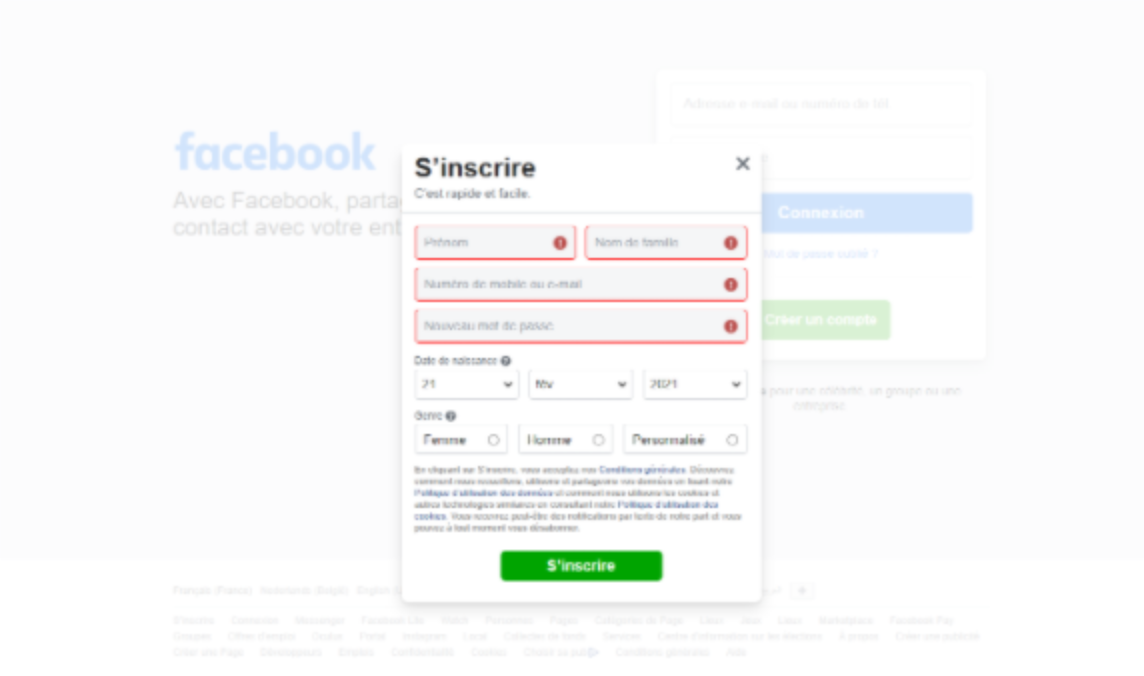 facebook
Avec Facebook, parta
contact avec votre ent
Adresse e-mail ou numéro de tél.
Connexion
Mot de passe oublié ?
Créer un compte
pour une célébrité, un groupe ou une
entreprise
S'inscrire
C'est rapide et facile.
Prénom
Nom de famille
Numéro de mobile ou e-mail
Nouveau mot de passe
Date de naissance
21 fév 2021
Genre
Femme Homme Personnalisé
En cliquant sur S'inscrire, vous acceptez nos Conditions générales. Découvrez
comment nous recueillons, utilisons et partageons vos données en lisant notre
Politique d'utilisation des données et comment nous utilisons les cookies et
autres technologies similaires en consultant notre Politique d'utilisation des
cookies. Vous recevrez peut-être des notifications par texto de notre part et vous
pouvez à tout moment vous désabonner.
S'inscrire
Français (France) Nederlands (België) English
S'inscrire Connexion Messenger Facebook Lite Watch Personnes Pages Catégories de Page Lieux Jeux Lieux Marketplace Facebook Pay
Groupes Offres d'emploi Oculus Portal Instagram Local Collectes de fonds Services Centre d'information sur les élections À propos Créer une publicité
Créer une Page Développeurs Emplois Confidentialité Cookies Choisir sa pub Conditions générales Aide